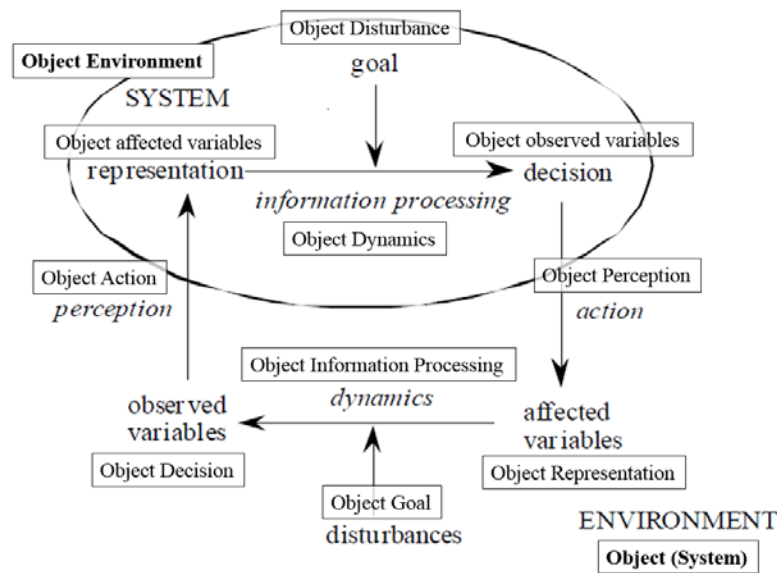 Object Disturbance
goal
Object Environment
SYSTEM
Object affected variables
representation
Object observed variables
decision
information processing
Object Dynamics
Object Action
perception
Object Perception
action
Object Information Processing
dynamics
observed
variables
Object Decision
affected
variables
Object Representation
Object Goal
disturbances
ENVIRONMENT
Object (System)